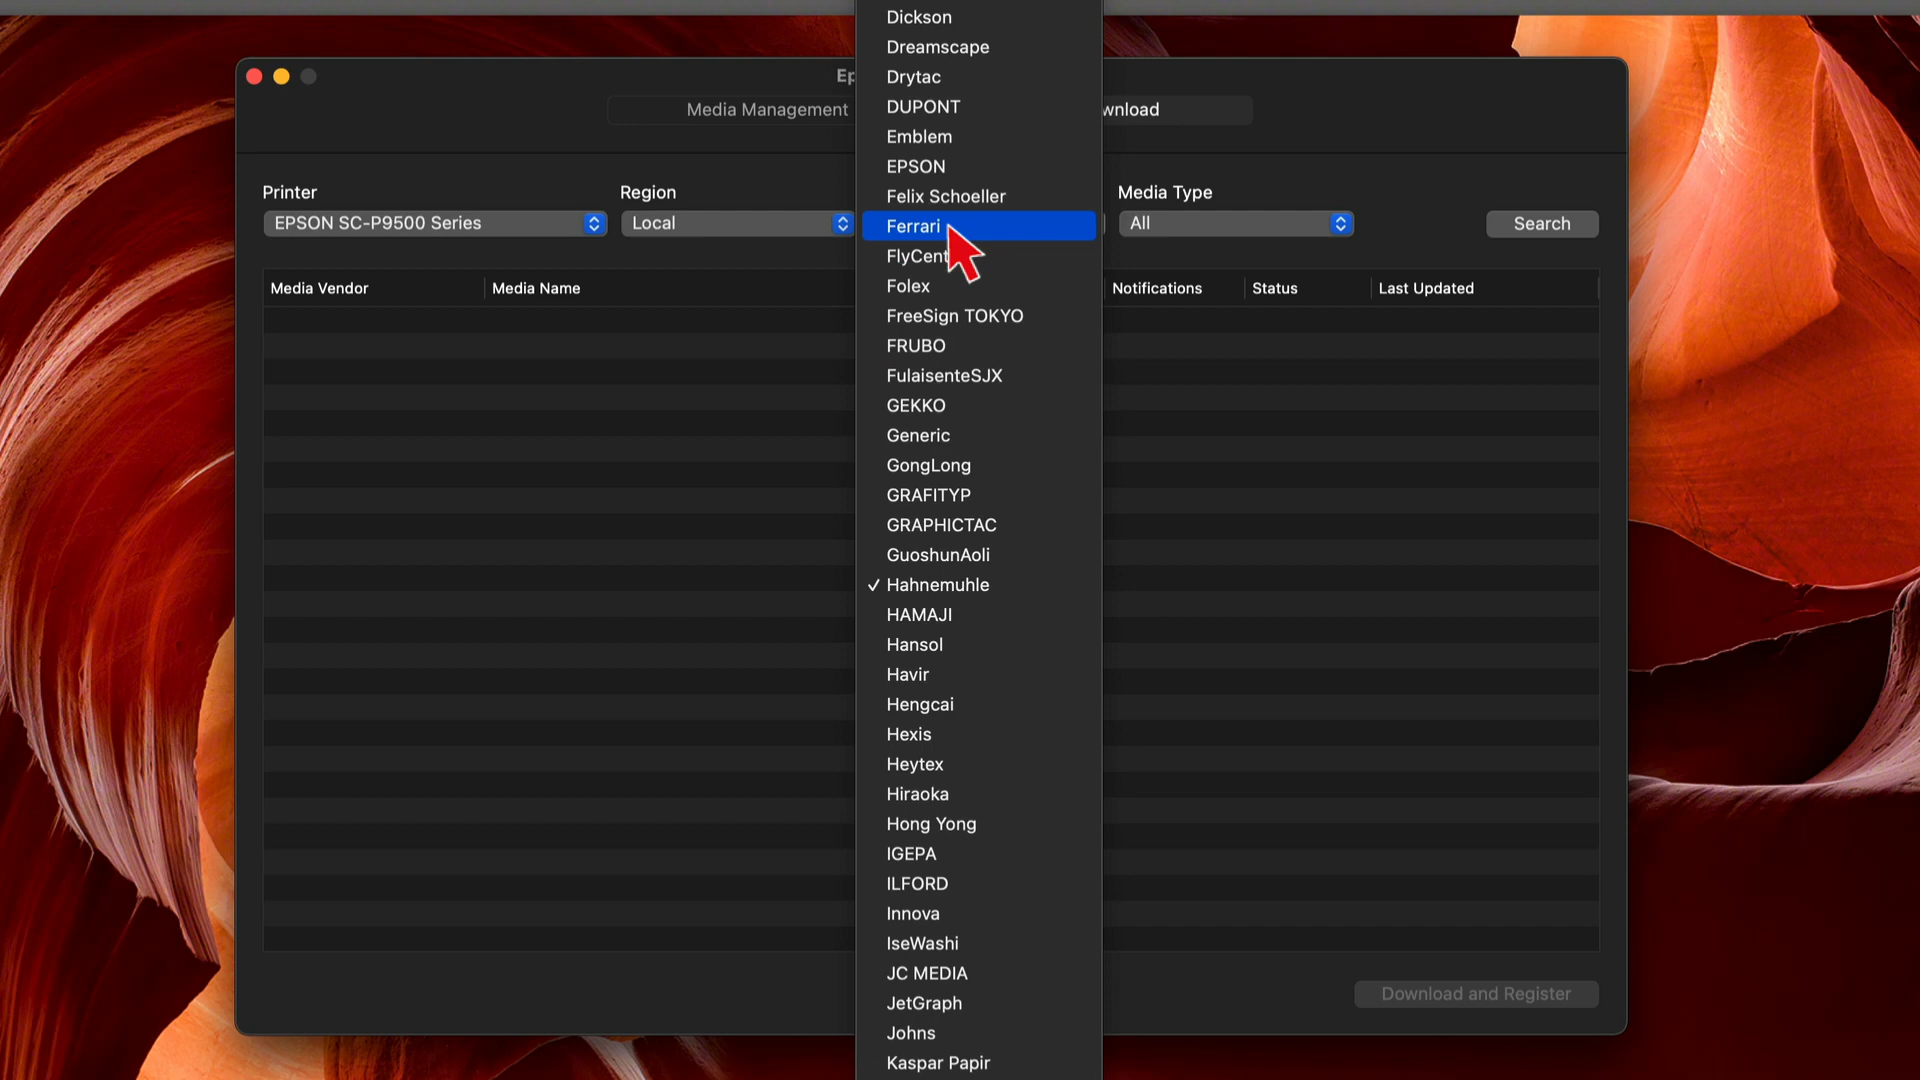 Ep
Media Management
wnload
Printer
Region
Media Type
EPSON SC-P9500 Series
Local
All
Search
Media Vendor
Media Name
Notifications
Status
Last Updated
Dickson
Dreamscape
Drytac
DUPONT
Emblem
EPSON
Felix Schoeller
Ferrari
FlyCent
Folex
FreeSign TOKYO
FRUBO
FulaisenteSJX
GEKKO
Generic
GongLong
GRAFITYP
GRAPHICTAC
GuoshunAoli
✓ Hahnemuhle
HAMAJI
Hansol
Havir
Hengcai
Hexis
Heytex
Hiraoka
Hong Yong
IGEPA
ILFORD
Innova
IseWashi
JC MEDIA
JetGraph
Johns
Kaspar Papir
Download and Register